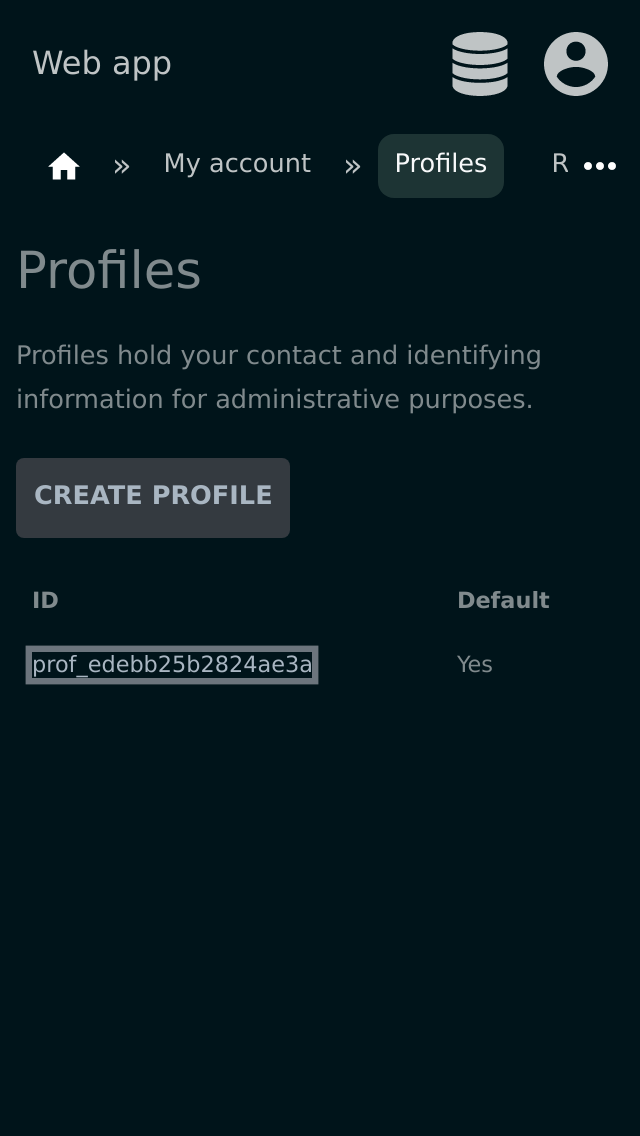 Web app
» My account » Profiles R
Profiles
Profiles hold your contact and identifying
information for administrative purposes.
CREATE PROFILE
ID Default
prof_edebb25b2824ae3a Yes